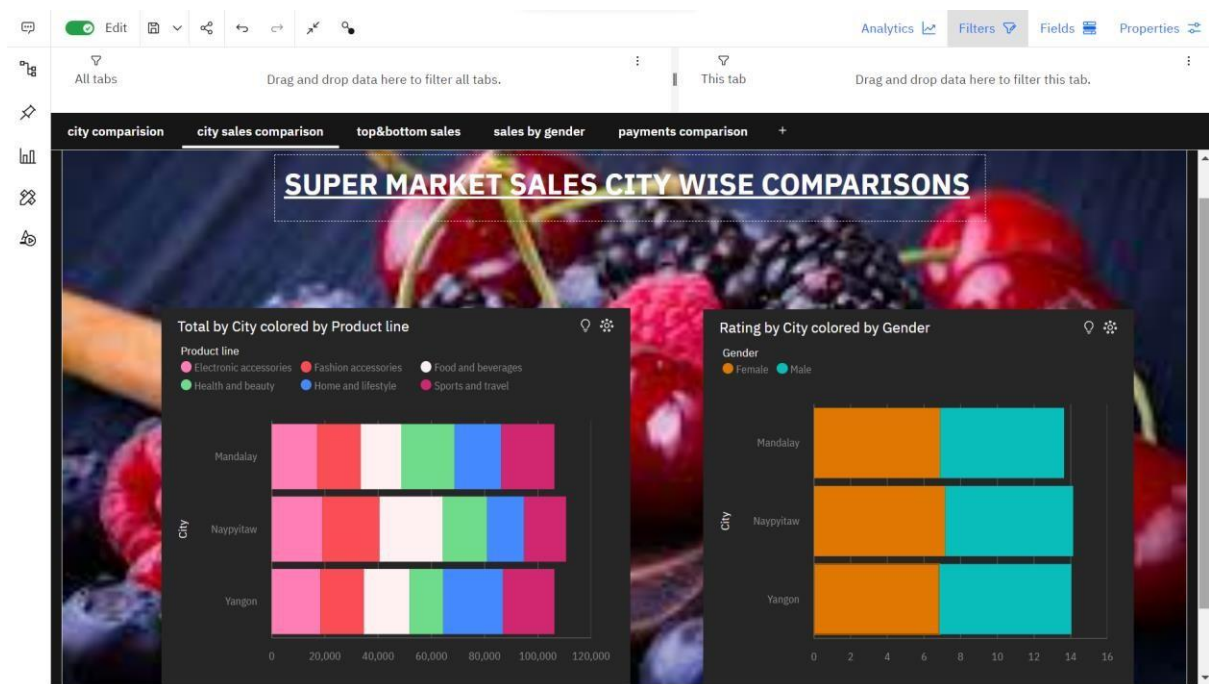 Edit
Analytics Filters Fields Properties
All tabs Drag and drop data here to filter all tabs.
This tab Drag and drop data here to filter this tab.
city comparision city sales comparison top&bottom sales sales by gender payments comparison +
SUPER MARKET SALES CITY WISE COMPARISONS
Total by City colored by Product line
Product line
Electronic accessories Fashion accessories Food and beverages
Health and beauty Home and lifestyle Sports and travel
City
Mandalay
Naypyitaw
Yangon
0 20,000 40,000 60,000 80,000 100,000 120,000
Rating by City colored by Gender
Gender
Female Male
City
Mandalay
Naypyitaw
Yangon
0 2 4 6 8 10 12 14 16